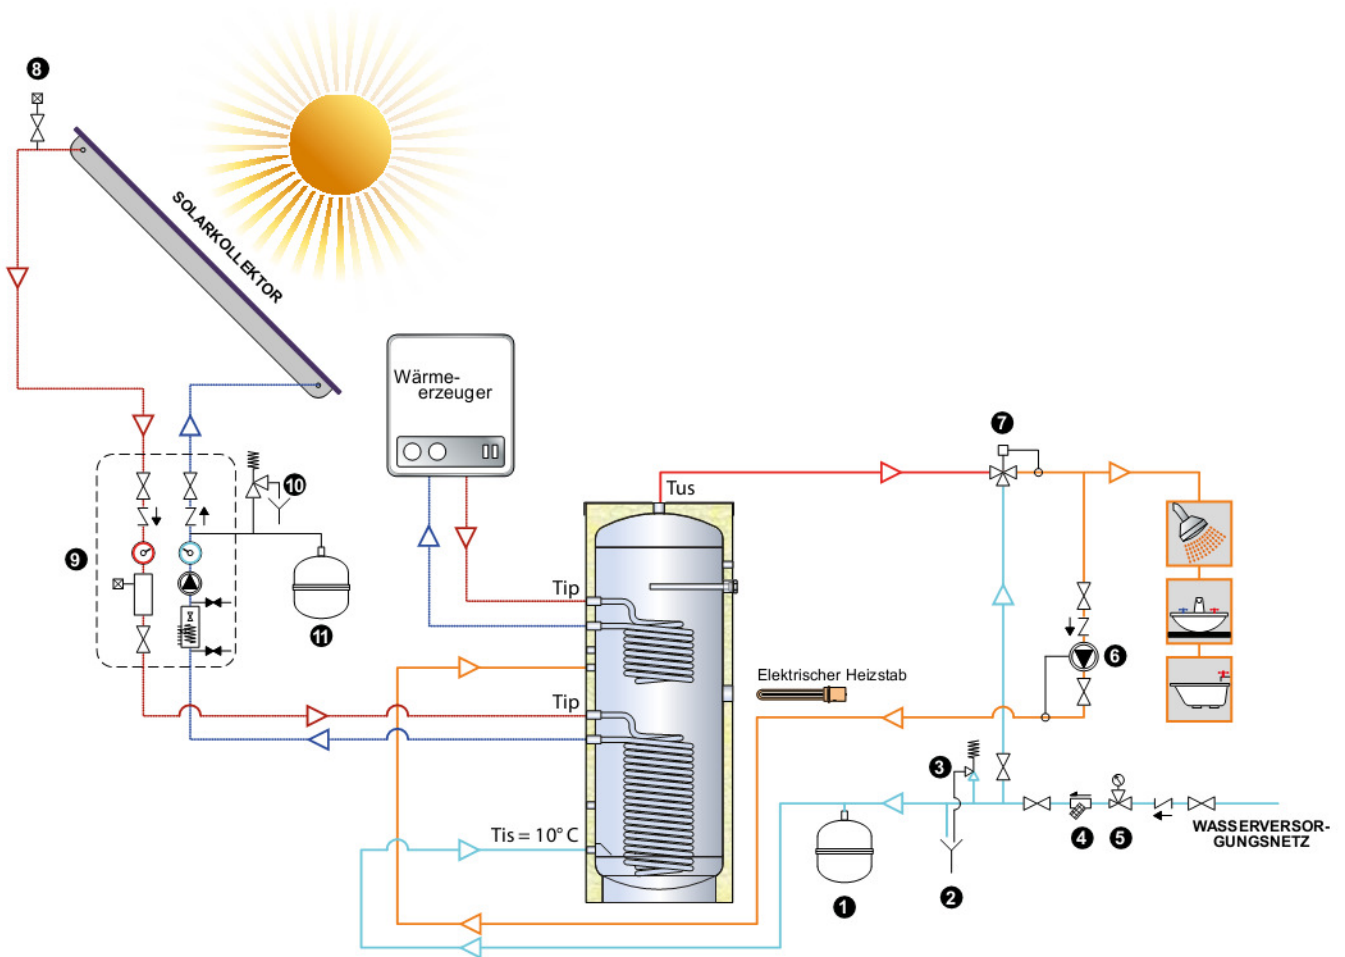 8
SOLARKOLLEKTOR
Wärme-
erzeuger
7
Tus
10
9
Tip
11
6
Elektrischer Heizstab
Tip
3
Tis = 10° C
4
5
WASSERVERSOR-
GUNGSNETZ
1
2